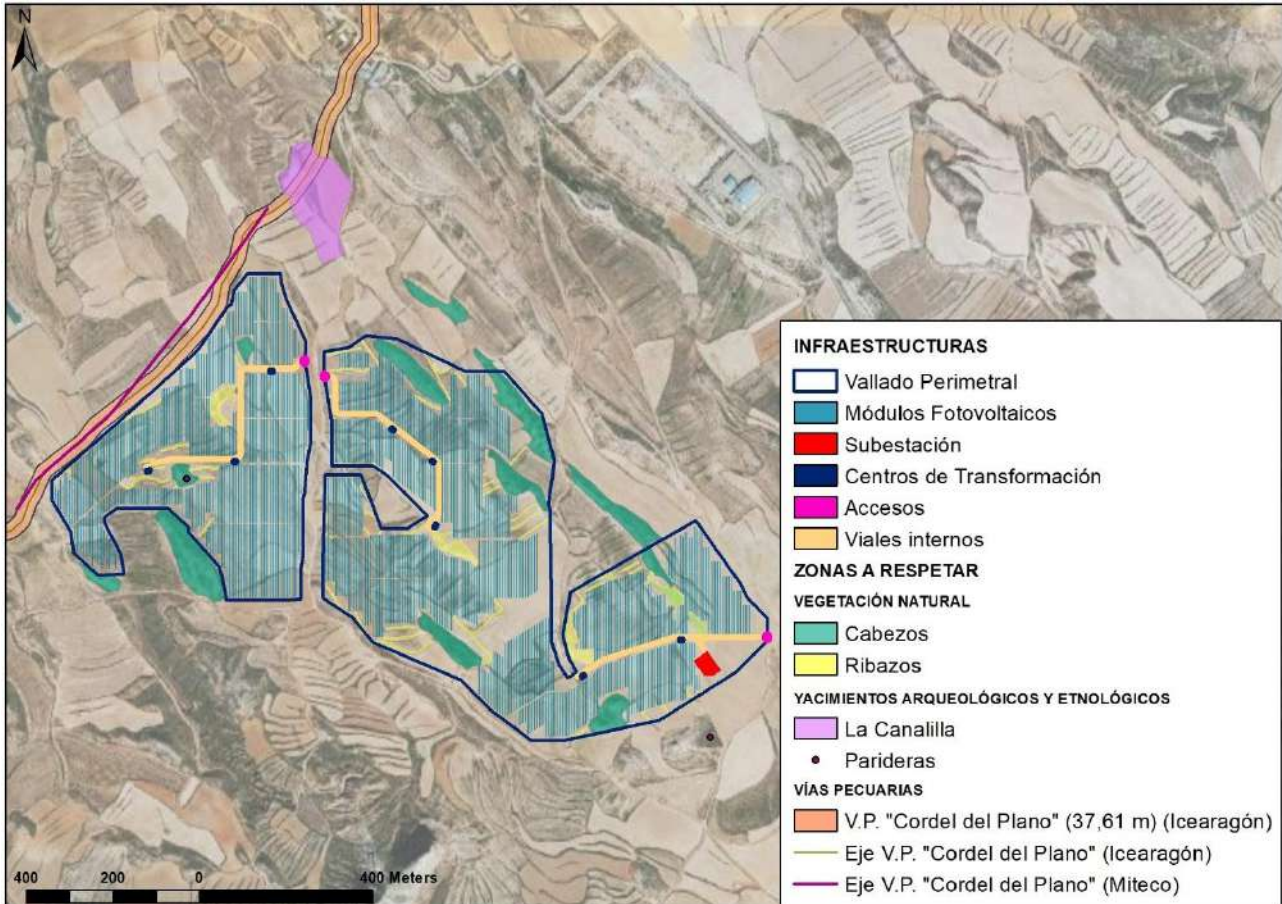 N
INFRAESTRUCTURAS
Vallado Perimetral
Módulos Fotovoltaicos
Subestación
Centros de Transformación
Accesos
Viales internos
ZONAS A RESPETAR
VEGETACIÓN NATURAL
Cabezos
Ribazos
YACIMIENTOS ARQUEOLÓGICOS Y ETNOLÓGICOS
La Canalilla
Parideras
VÍAS PECUARIAS
V.P. "Cordel del Plano" (37,61 m) (Icearagón)
Eje V.P. "Cordel del Plano" (Icearagón)
Eje V.P. "Cordel del Plano" (Miteco)
400 200 0 400 Meters